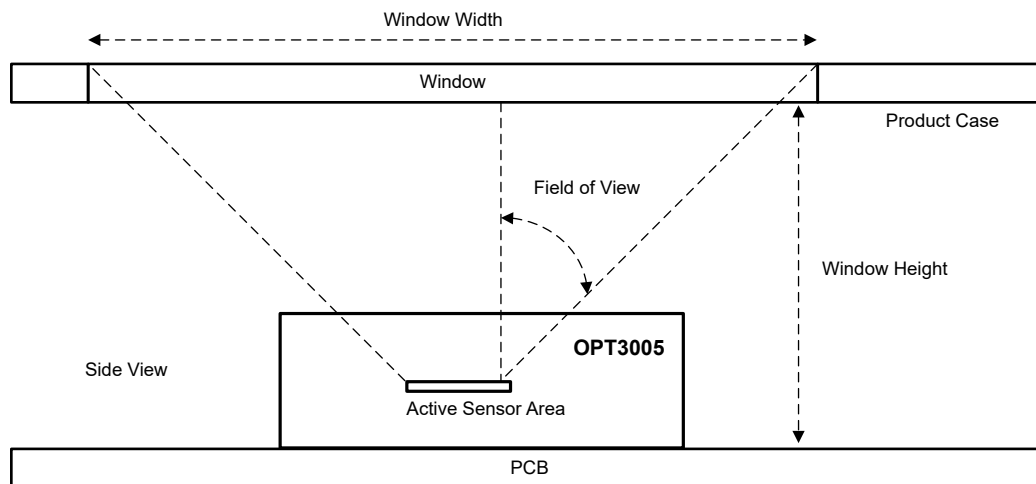 Window Width
Window
Product Case
Field of View
Window Height
OPT3005
Side View
Active Sensor Area
PCB